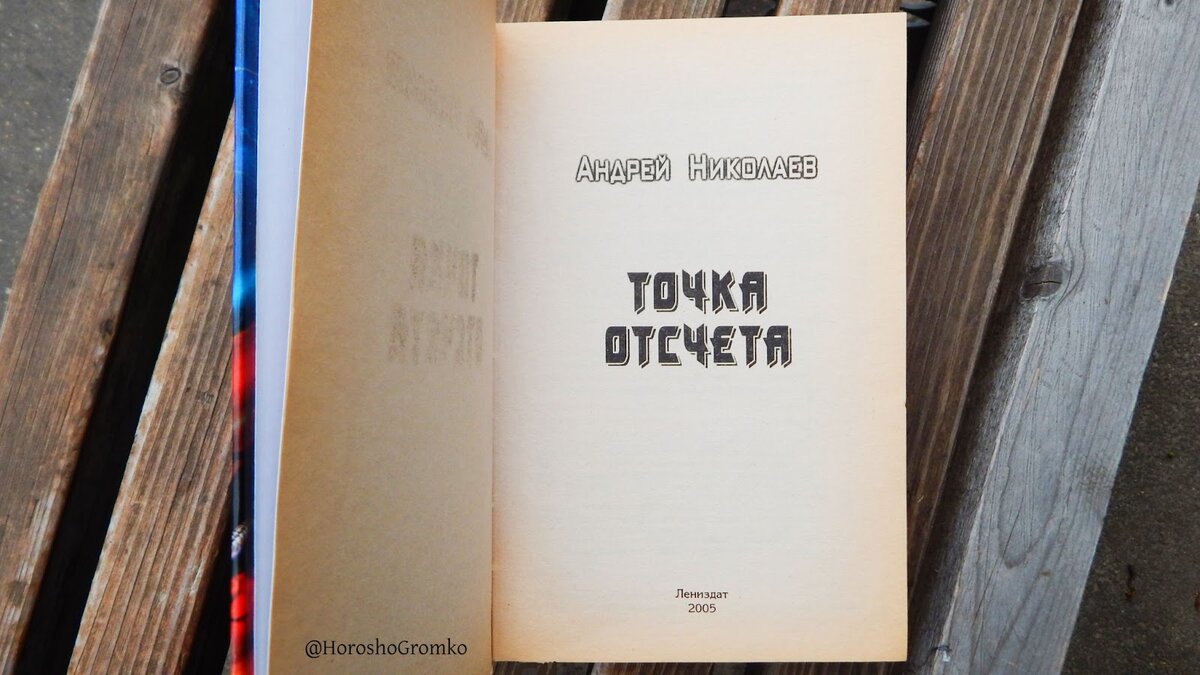 Андрей Николаев
ТОЧКА
ОТСЧЕТА
Лениздат
2005
@HoroshoGromko